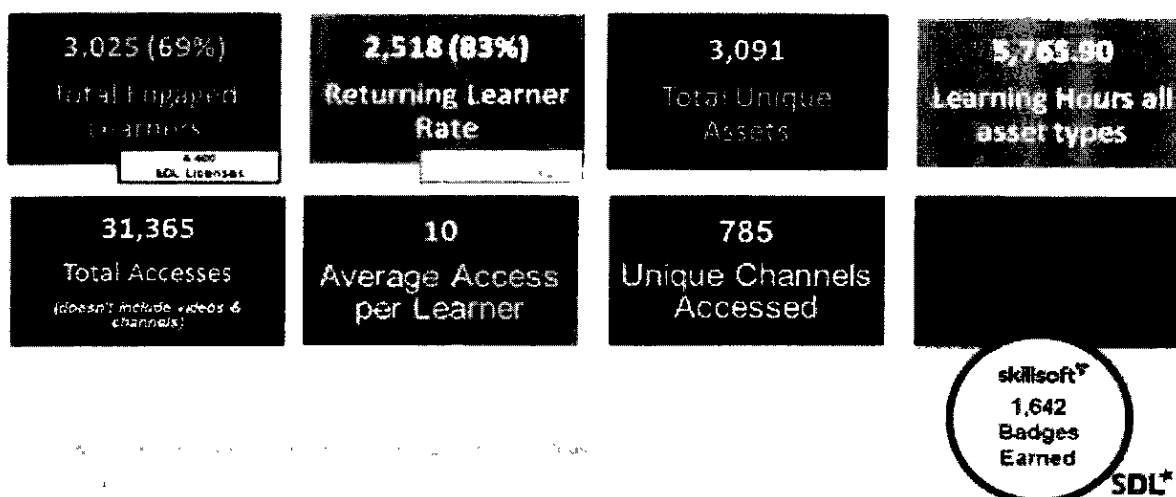 3,025 (69%)
Total Engaged
Learners
SDL Licenses
2,518 (83%)
Returning Learner
Rate
3,091
Total Unique
Assets
5,765.90
Learning Hours all
asset types
31,365
Total Accesses
(doesn't include videos &
channels)
10
Average Access
per Learner
785
Unique Channels
Accessed
skillsoft
1,642
Badges
Earned
SDL*